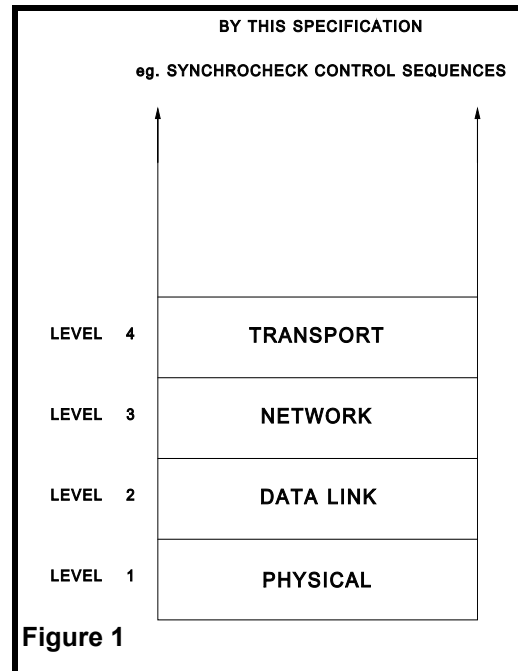 BY THIS SPECIFICATION
eg. SYNCHROCHECK CONTROL SEQUENCES
LEVEL 4 TRANSPORT
LEVEL 3 NETWORK
LEVEL 2 DATA LINK
LEVEL 1 PHYSICAL
Figure 1